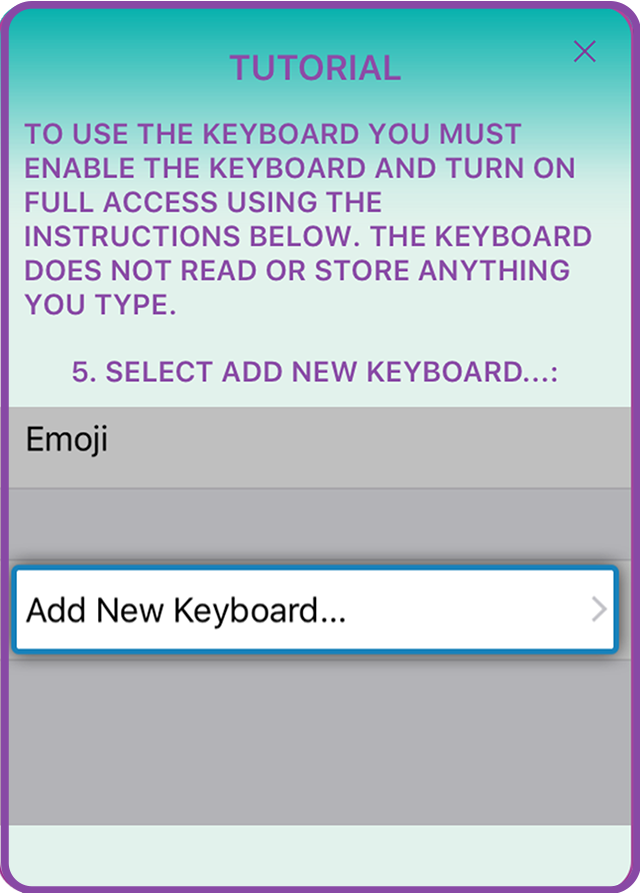 TUTORIAL
TO USE THE KEYBOARD YOU MUST
ENABLE THE KEYBOARD AND TURN ON
FULL ACCESS USING THE
INSTRUCTIONS BELOW. THE KEYBOARD
DOES NOT READ OR STORE ANYTHING
YOU TYPE.
5. SELECT ADD NEW KEYBOARD...:
Emoji
Add New Keyboard...